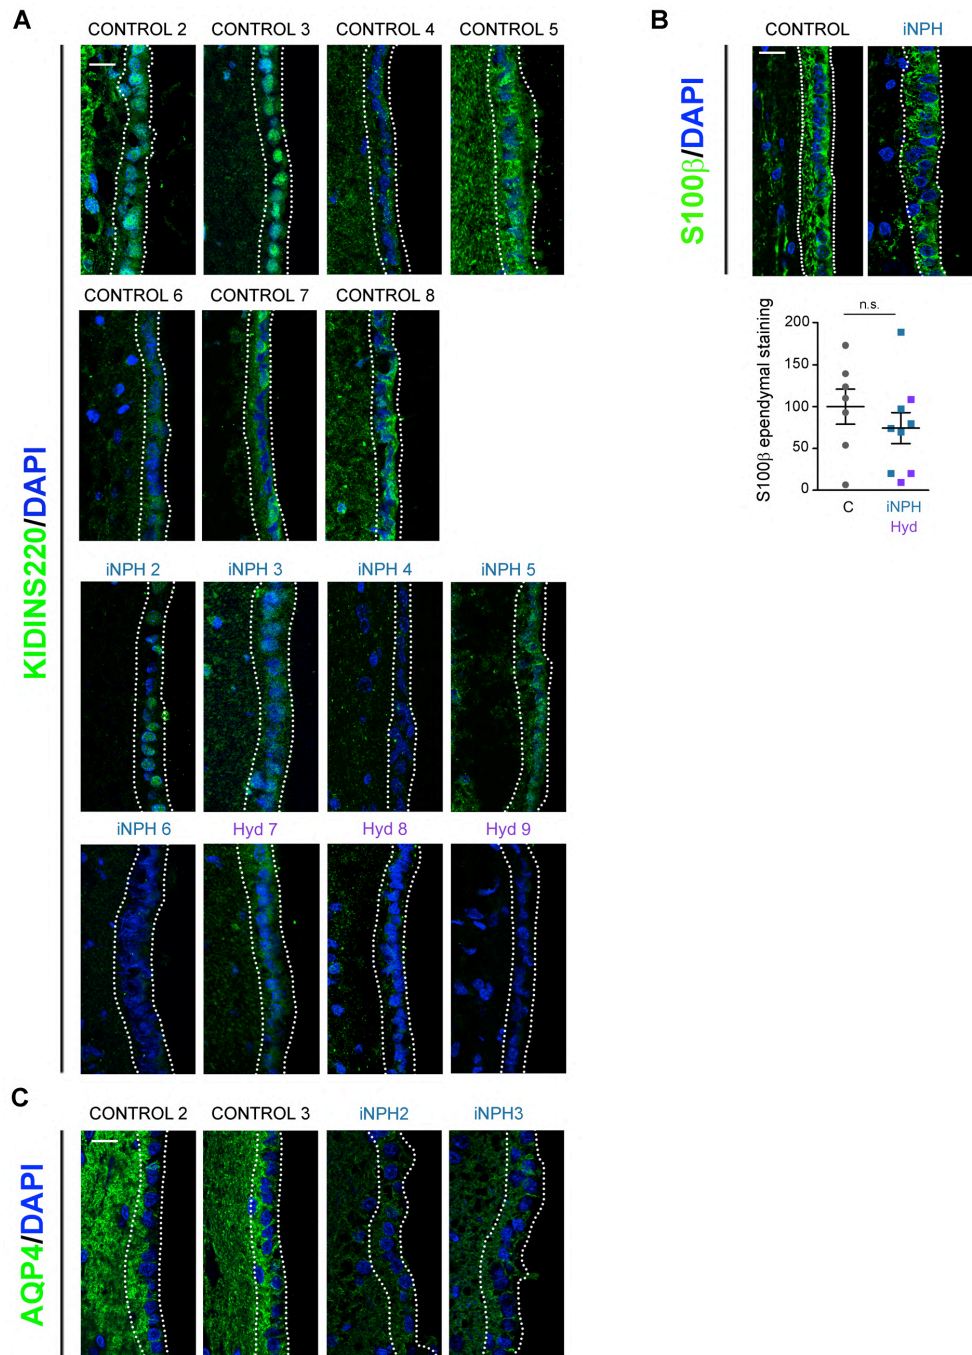 A
CONTROL 2 CONTROL 3 CONTROL 4 CONTROL 5
CONTROL 6 CONTROL 7 CONTROL 8
KIDINS220/DAPI
iNPH 2 iNPH 3 iNPH 4 iNPH 5
iNPH 6 Hyd 7 Hyd 8 Hyd 9
B
CONTROL iNPH
S100β/DAPI
n.s.
S100β ependymal staining
200
150
100
50
0
C iNPH
Hyd
C
CONTROL 2 CONTROL 3 iNPH2 iNPH3
AQP4/DAPI